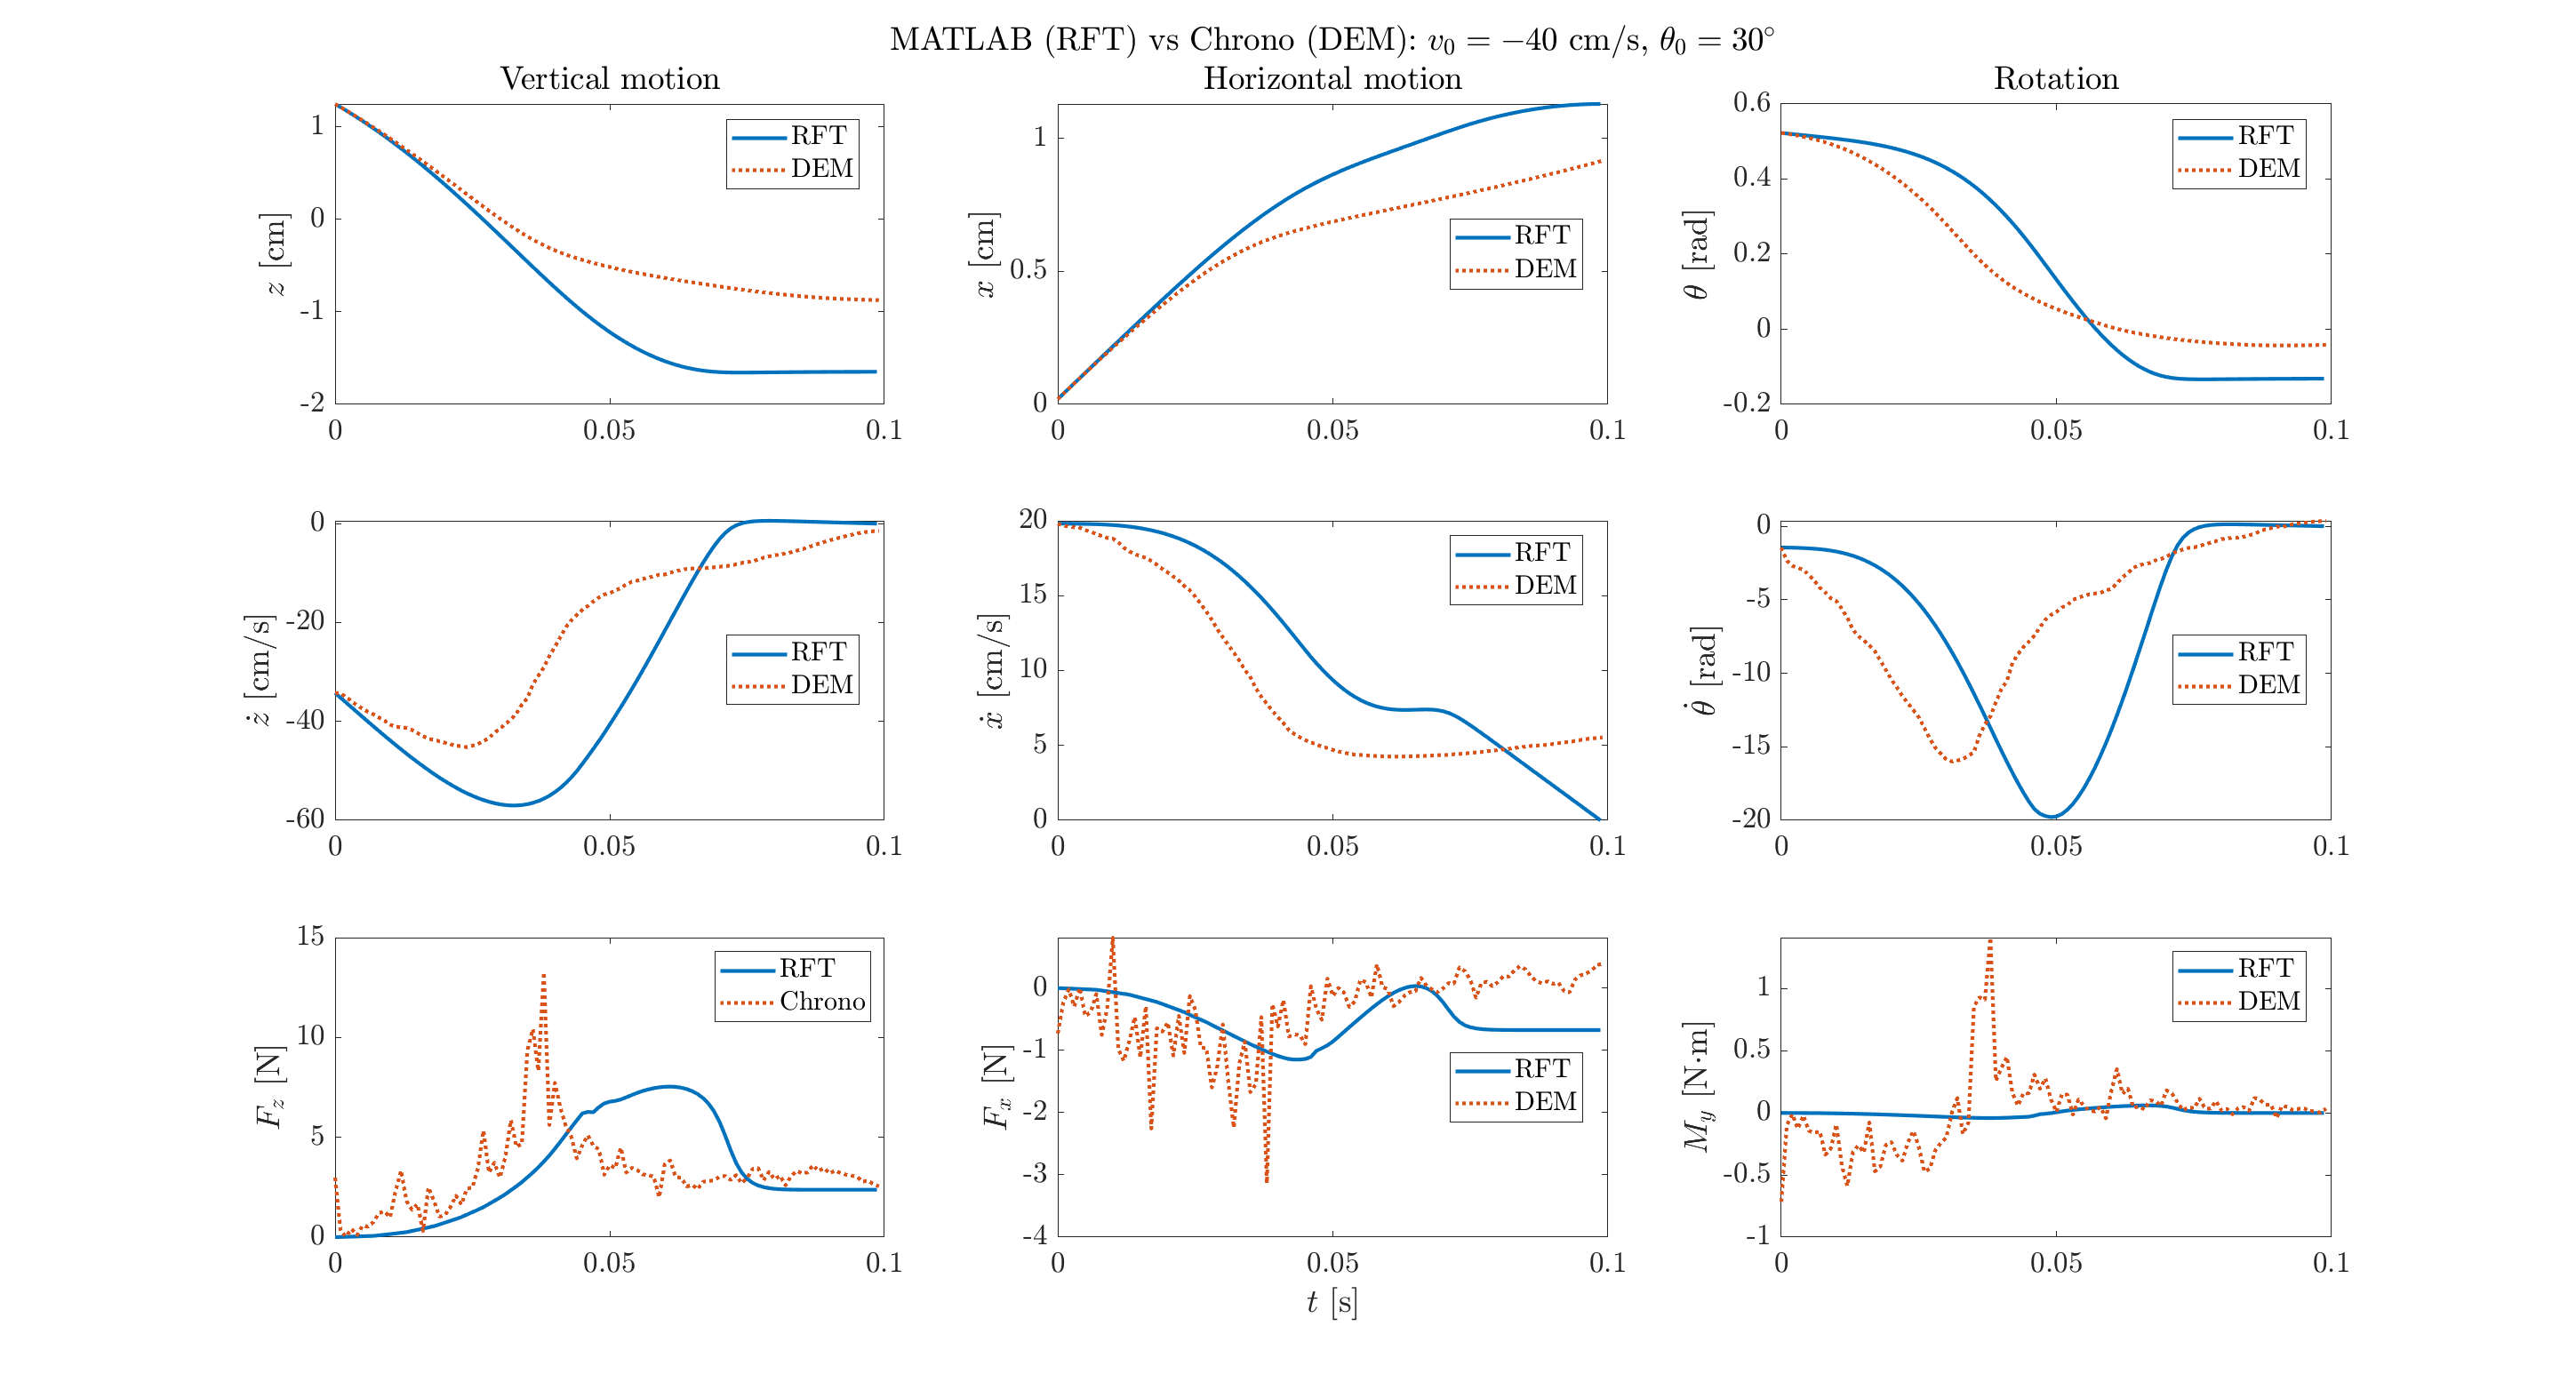 MATLAB (RFT) vs Chrono (DEM): v₀ = −40 cm/s, θ₀ = 30°
Vertical motion
1
0
-1
-2
z [cm]
0 0.05 0.1
RFT
DEM
Horizontal motion
1
0.5
0
x [cm]
0 0.05 0.1
RFT
DEM
Rotation
0.6
0.4
0.2
0
-0.2
θ [rad]
0 0.05 0.1
RFT
DEM
0
-20
-40
-60
ż [cm/s]
0 0.05 0.1
RFT
DEM
20
15
10
5
0
ẋ [cm/s]
0 0.05 0.1
RFT
DEM
0
-5
-10
-15
-20
θ̇ [rad]
0 0.05 0.1
RFT
DEM
15
10
5
0
F_z [N]
0 0.05 0.1
RFT
Chrono
0
-1
-2
-3
-4
F_x [N]
0 0.05 0.1
RFT
DEM
t [s]
1
0.5
0
-0.5
-1
M_y [N·m]
0 0.05 0.1
RFT
DEM